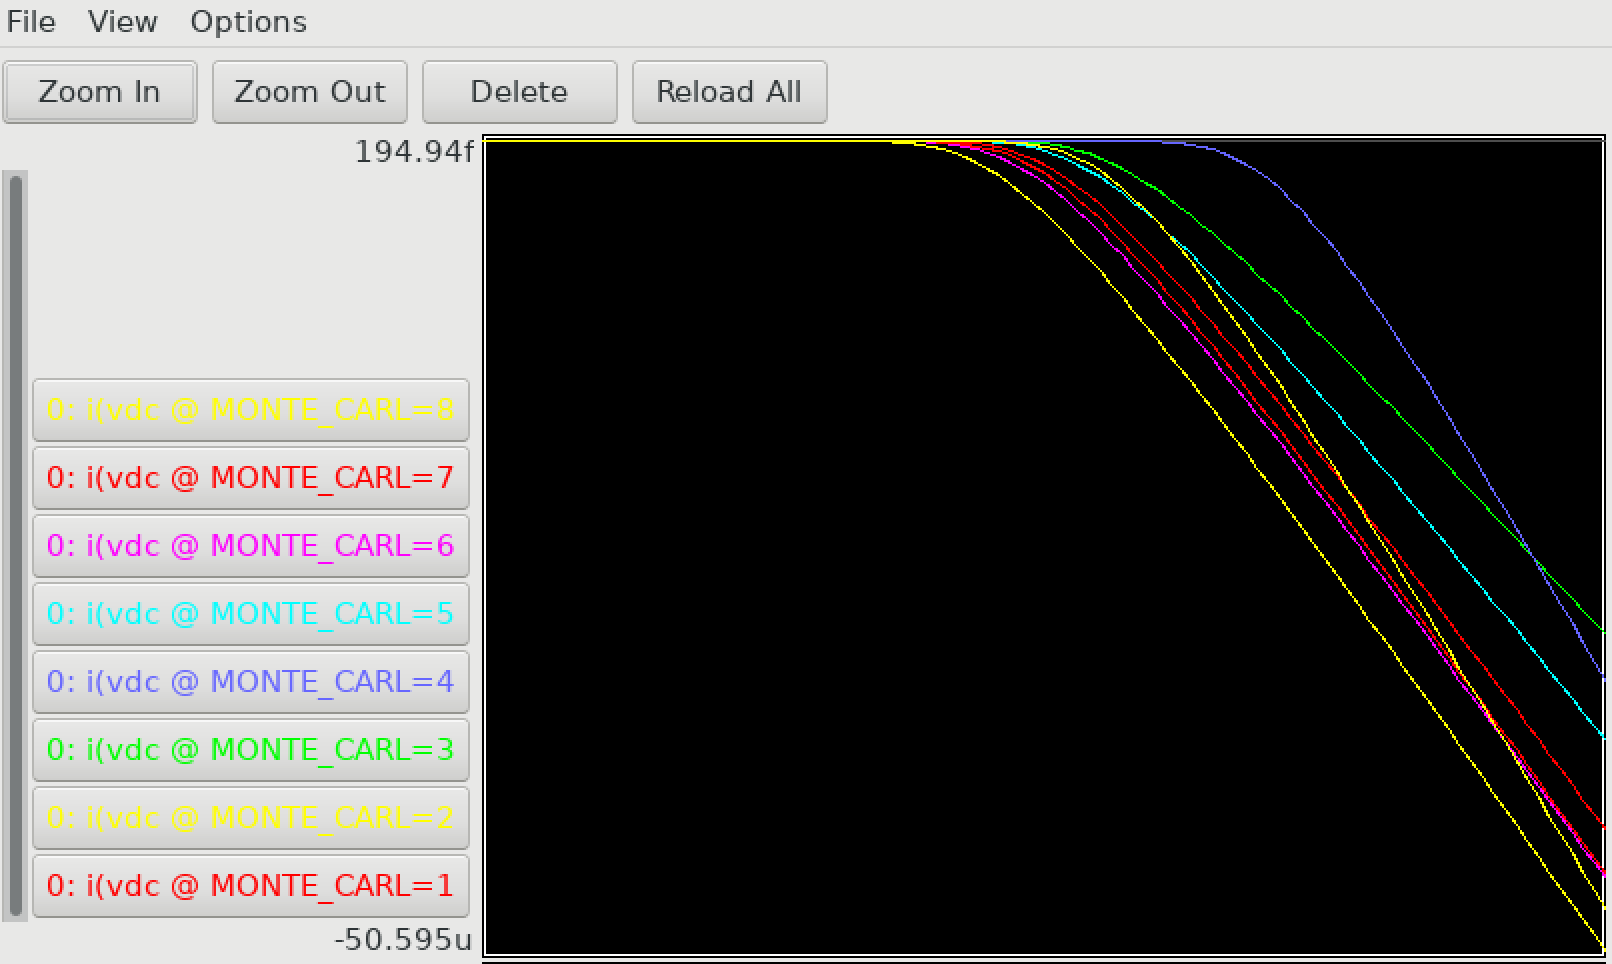 File View Options
Zoom In Zoom Out Delete Reload All
194.94f
0: i(vdc @ MONTE_CARL=8
0: i(vdc @ MONTE_CARL=7
0: i(vdc @ MONTE_CARL=6
0: i(vdc @ MONTE_CARL=5
0: i(vdc @ MONTE_CARL=4
0: i(vdc @ MONTE_CARL=3
0: i(vdc @ MONTE_CARL=2
0: i(vdc @ MONTE_CARL=1
-50.595u